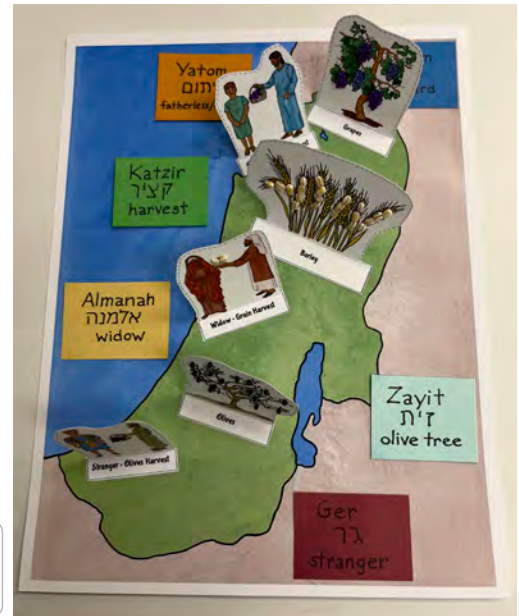 Yatom
יתום
fatherless/
Grapes
Katzir
קציר
harvest
Barley
Almanah
אלמנה
widow
Widow - Grain Harvest
Olives
Zayit
זית
olive tree
Stranger - Olives Harvest
Ger
גר
stranger